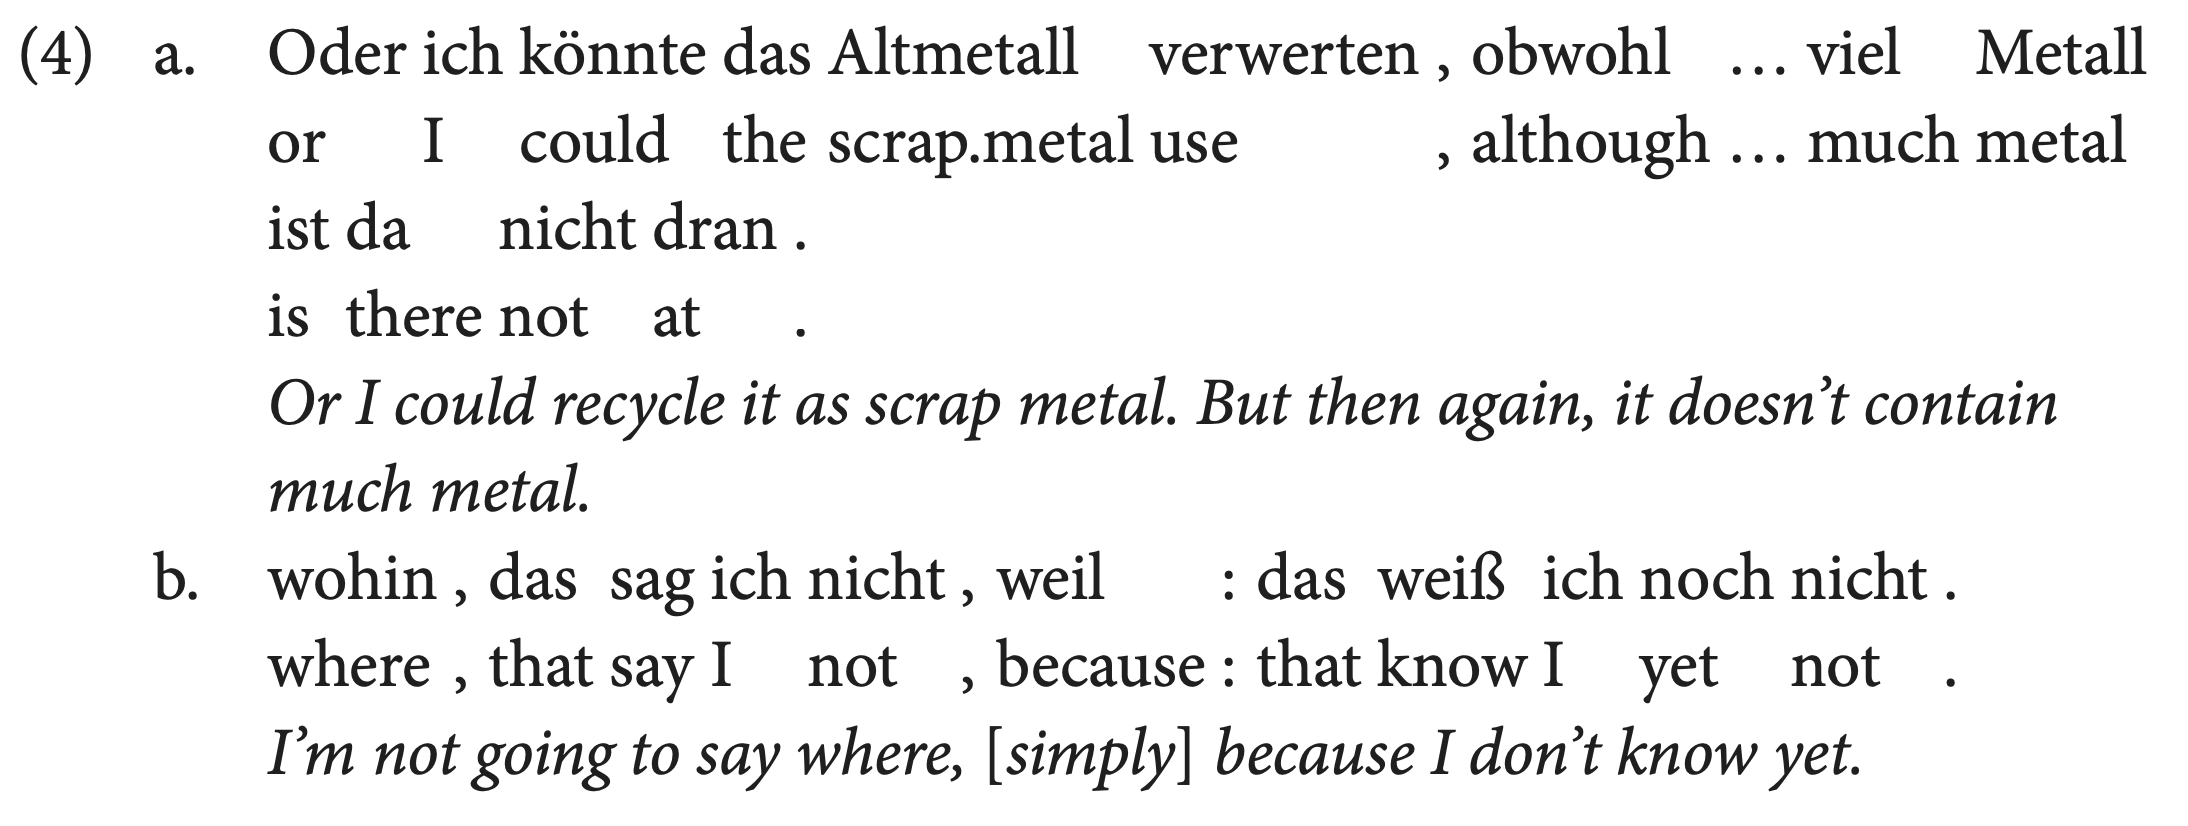 (4) a. Oder ich könnte das Altmetall verwerten , obwohl … viel Metall
or I could the scrap.metal use , although … much metal
ist da nicht dran .
is there not at .
Or I could recycle it as scrap metal. But then again, it doesn’t contain
much metal.
b. wohin , das sag ich nicht , weil : das weiß ich noch nicht .
where , that say I not , because : that know I yet not .
I’m not going to say where, [simply] because I don’t know yet.